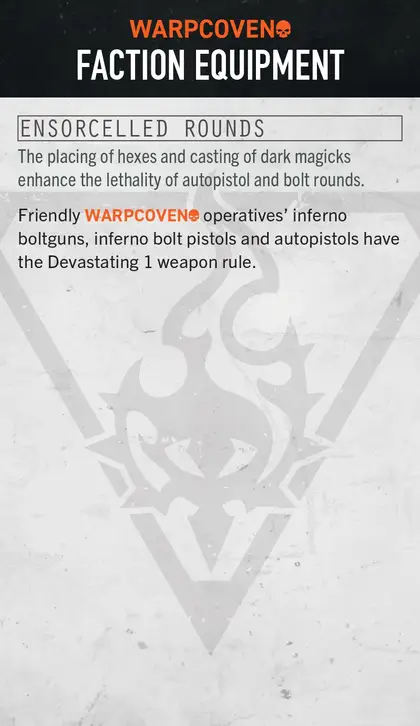 WARPCOVEN
FACTION EQUIPMENT
ENSORCELLED ROUNDS
The placing of hexes and casting of dark magicks
enhance the lethality of autopistol and bolt rounds.
Friendly WARPCOVEN operatives’ inferno
boltguns, inferno bolt pistols and autopistols have
the Devastating 1 weapon rule.